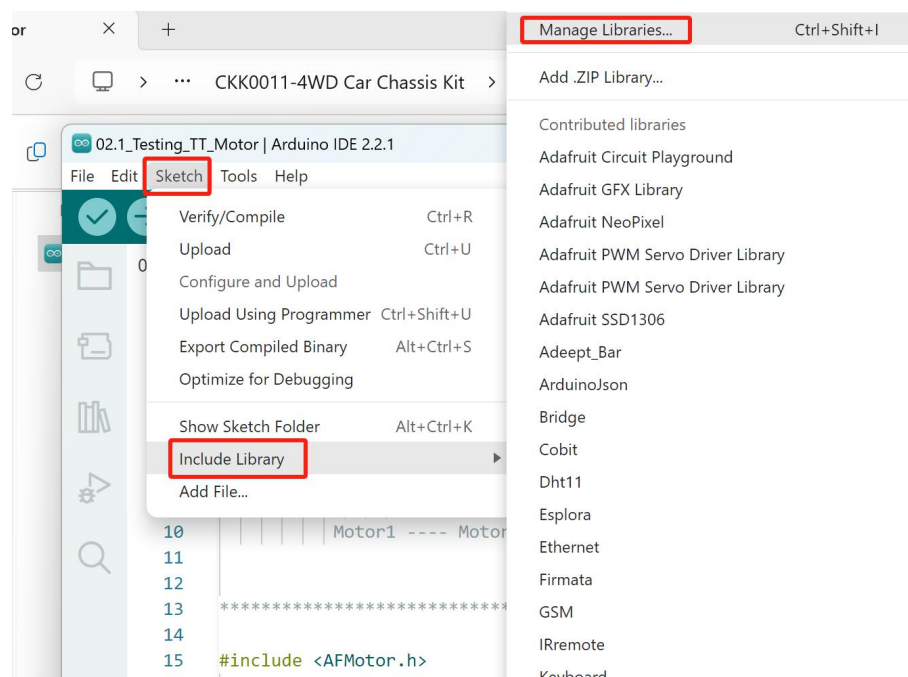 or
CKK0011-4WD Car Chassis Kit
02.1_Testing_TT_Motor | Arduino IDE 2.2.1
File Edit Sketch Tools Help
Verify/Compile Ctrl+R
Upload Ctrl+U
Configure and Upload
Upload Using Programmer Ctrl+Shift+U
Export Compiled Binary Alt+Ctrl+S
Optimize for Debugging
Show Sketch Folder Alt+Ctrl+K
Include Library
Add File...
0
10 Motor1 ---- Motor
11
12
13 ****************************
14
15 #include <AFMotor.h>
Manage Libraries... Ctrl+Shift+I
Add .ZIP Library...
Contributed libraries
Adafruit Circuit Playground
Adafruit GFX Library
Adafruit NeoPixel
Adafruit PWM Servo Driver Library
Adafruit PWM Servo Driver Library
Adafruit SSD1306
Adeept_Bar
ArduinoJson
Bridge
Cobit
Dht11
Esplora
Ethernet
Firmata
GSM
IRremote
Keyboard